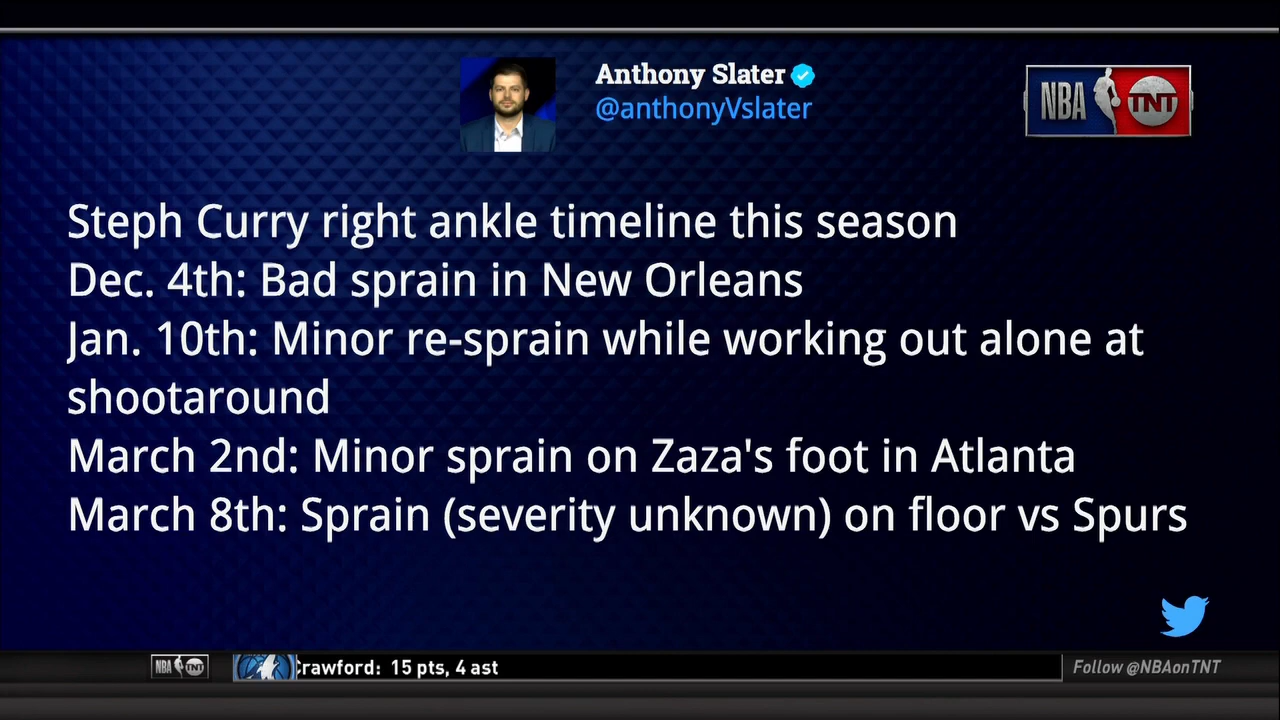 Anthony Slater
@anthonyVslater
NBA TNT
Steph Curry right ankle timeline this season
Dec. 4th: Bad sprain in New Orleans
Jan. 10th: Minor re-sprain while working out alone at
shootaround
March 2nd: Minor sprain on Zaza's foot in Atlanta
March 8th: Sprain (severity unknown) on floor vs Spurs
NBA TNT
Crawford: 15 pts, 4 ast
Follow @NBAonTNT